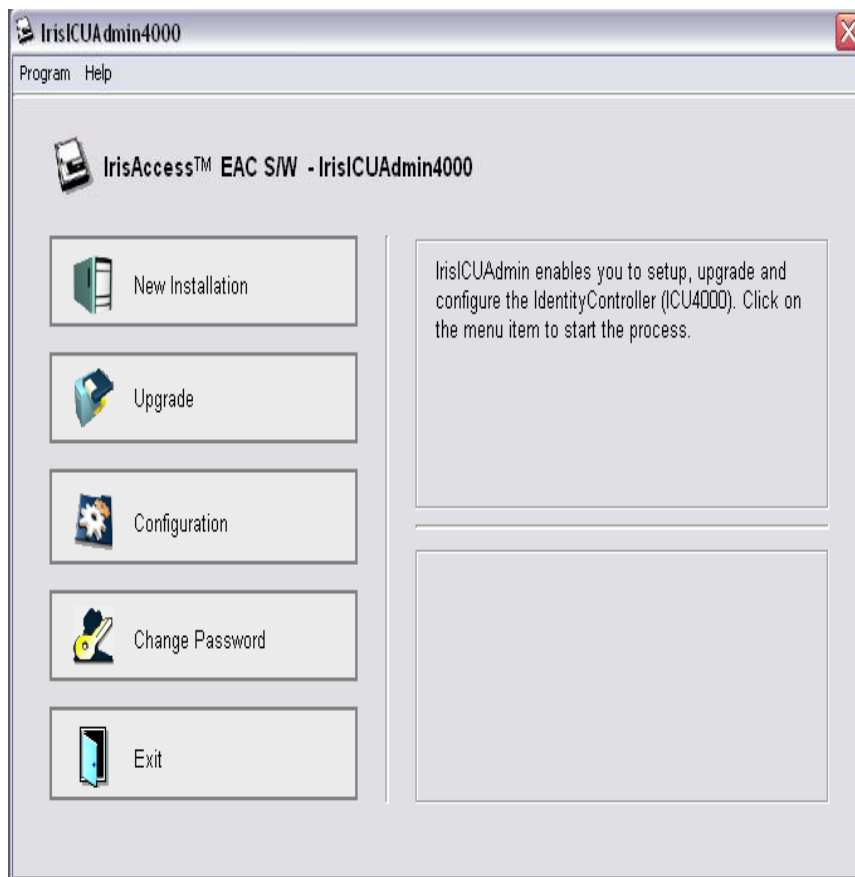 IrisICUAdmin4000
Program Help
IrisAccess™ EAC S/W - IrisICUAdmin4000
New Installation
IrisICUAdmin enables you to setup, upgrade and
configure the IdentityController (ICU4000). Click on
the menu item to start the process.
Upgrade
Configuration
Change Password
Exit